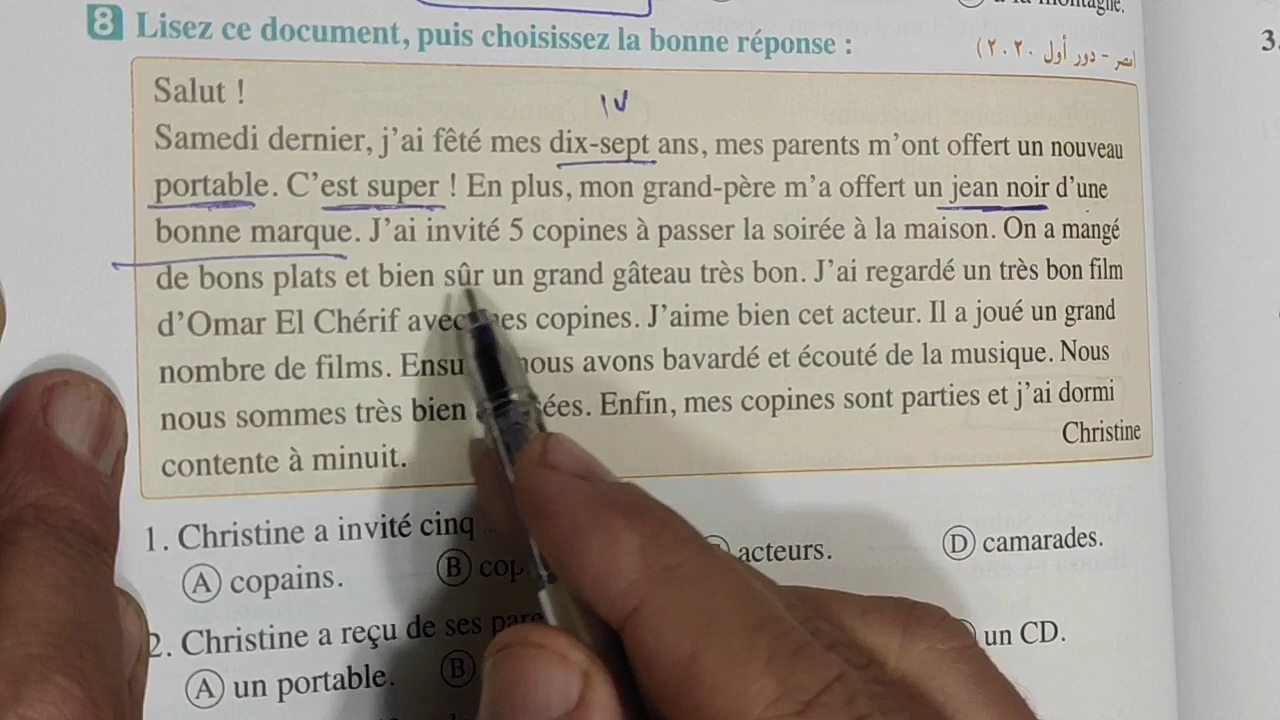 à la montagne.
8 Lisez ce document, puis choisissez la bonne réponse :
(مصر - دور أول ٢٠٢٠)
3.
Salut !
١٧
Samedi dernier, j'ai fêté mes dix-sept ans, mes parents m'ont offert un nouveau
portable. C'est super ! En plus, mon grand-père m'a offert un jean noir d'une
bonne marque. J'ai invité 5 copines à passer la soirée à la maison. On a mangé
de bons plats et bien sûr un grand gâteau très bon. J'ai regardé un très bon film
d'Omar El Chérif avec mes copines. J'aime bien cet acteur. Il a joué un grand
nombre de films. nous avons bavardé et écouté de la musique. Nous
nous sommes très bien Enfin, mes copines sont parties et j'ai dormi
contente à minuit.
Christine
1. Christine a invité cinq
A copains. B acteurs. D camarades.
2. Christine a reçu de ses
A un portable. B un CD.